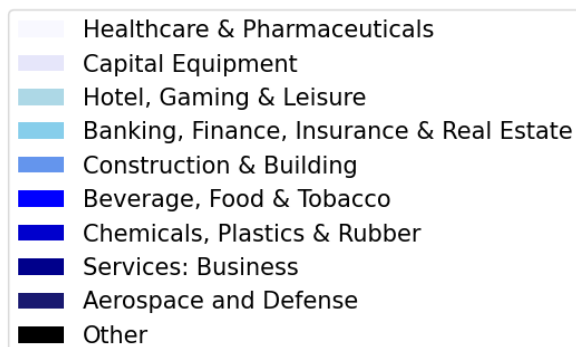 Healthcare & Pharmaceuticals
Capital Equipment
Hotel, Gaming & Leisure
Banking, Finance, Insurance & Real Estate
Construction & Building
Beverage, Food & Tobacco
Chemicals, Plastics & Rubber
Services: Business
Aerospace and Defense
Other